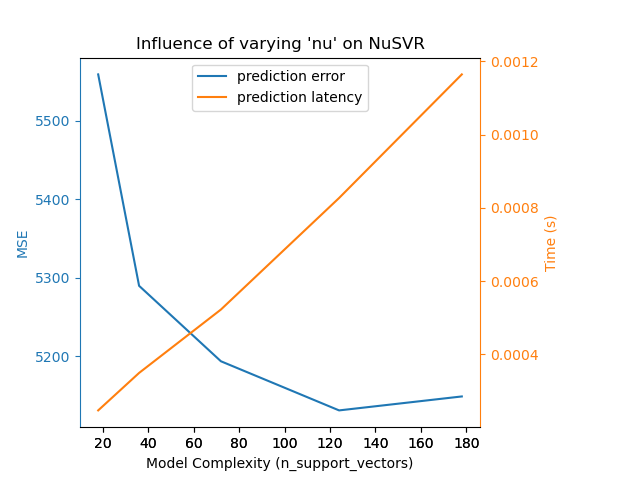 Influence of varying 'nu' on NuSVR
prediction error
prediction latency
5500
5400
5300
5200
MSE
0.0012
0.0010
0.0008
0.0006
0.0004
Time (s)
20 40 60 80 100 120 140 160 180
Model Complexity (n_support_vectors)